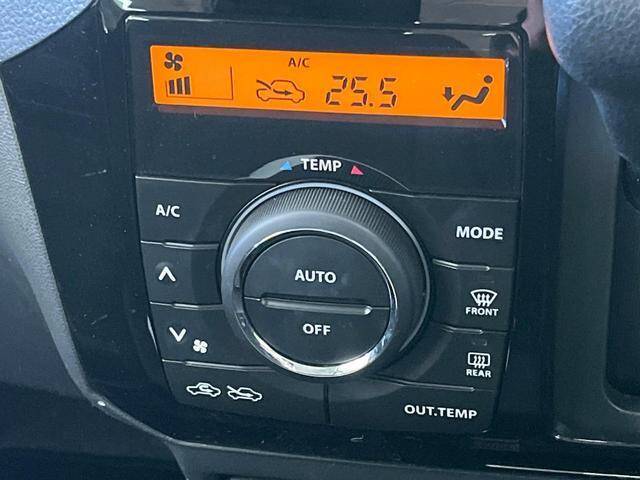 A/C
25.5
TEMP
A/C
MODE
AUTO
OFF
FRONT
REAR
OUT.TEMP